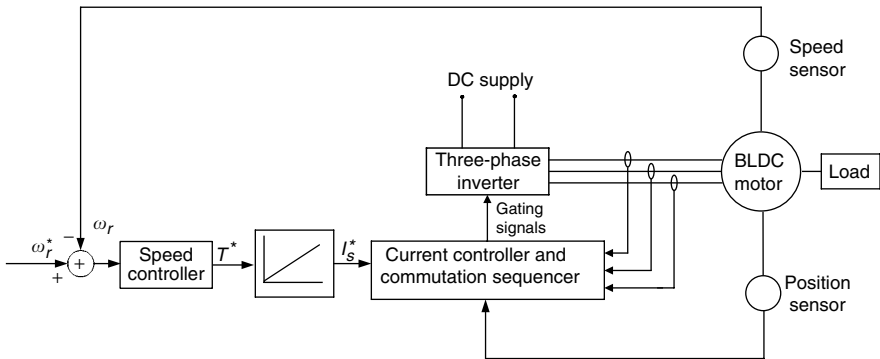 Speed
sensor
DC supply
Three-phase
inverter
BLDC
motor
Load
Gating
signals
− ω_r
ω_r^*
+
+
Speed
controller
T^*
I_s^*
Current controller and
commutation sequencer
Position
sensor